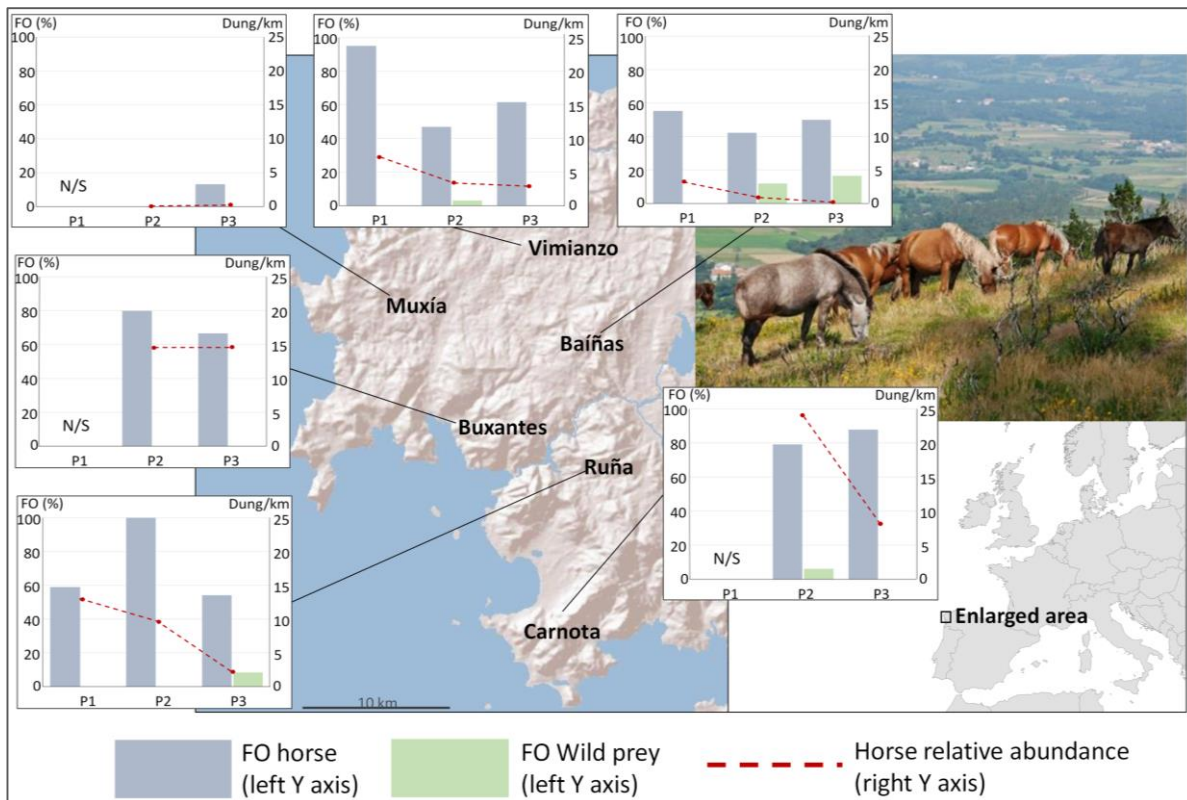 FO (%) Dung/km
100 25
80 20
60 15
40 10
20 5
0 0
N/S
P1 P2 P3
FO (%) Dung/km
100 25
80 20
60 15
40 10
20 5
0 0
P1 P2 P3
FO (%) Dung/km
100 25
80 20
60 15
40 10
20 5
0 0
P1 P2 P3
Vimianzo
Muxía
Baíñas
FO (%) Dung/km
100 25
80 20
60 15
40 10
20 5
0 0
N/S
P1 P2 P3
Buxantes
Ruña
FO (%) Dung/km
100 25
80 20
60 15
40 10
20 5
0 0
N/S
P1 P2 P3
FO (%) Dung/km
100 25
80 20
60 15
40 10
20 5
0 0
P1 P2 P3
Carnota
Enlarged area
10 km
FO horse
(left Y axis)
FO Wild prey
(left Y axis)
Horse relative abundance
(right Y axis)